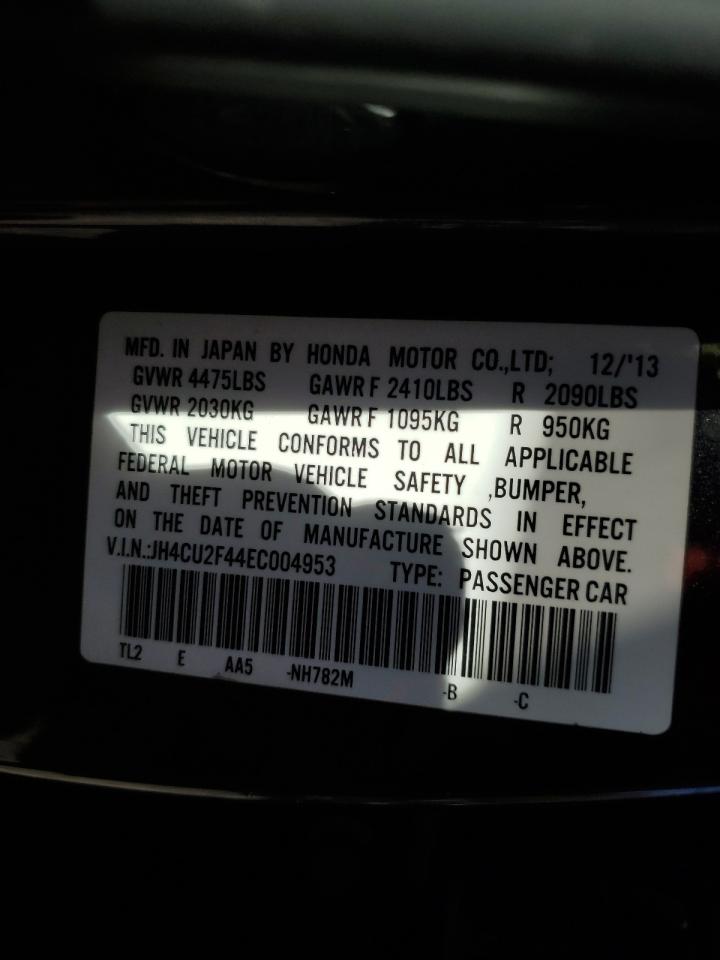 MFD. IN JAPAN BY HONDA MOTOR CO.,LTD; 12/'13
GVWR 4475LBS GAWR F 2410LBS R 2090LBS
GVWR 2030KG GAWR F 1095KG R 950KG
THIS VEHICLE CONFORMS TO ALL APPLICABLE
FEDERAL MOTOR VEHICLE SAFETY ,BUMPER,
AND THEFT PREVENTION STANDARDS IN EFFECT
ON THE DATE OF MANUFACTURE SHOWN ABOVE.
V.I.N.:JH4CU2F44EC004953 TYPE: PASSENGER CAR
TL2 E AA5 -NH782M -B -C